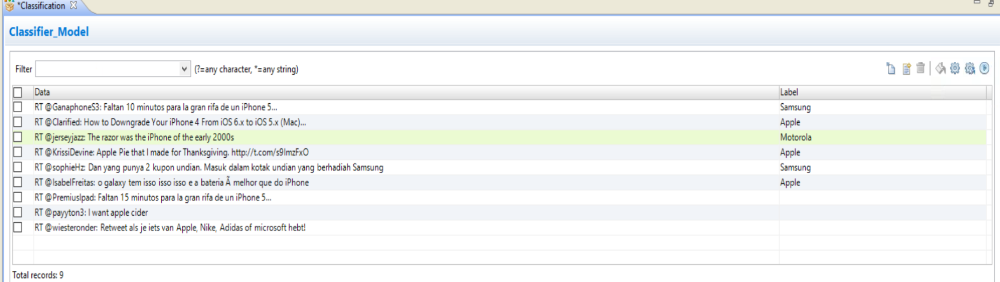 *Classification
Classifier_Model
Filter (?=any character, *=any string)
Data Label
RT @GanaphoneS3: Faltan 10 minutos para la gran rifa de un iPhone 5... Samsung
RT @Clarified: How to Downgrade Your iPhone 4 From iOS 6.x to iOS 5.x (Mac)... Apple
RT @jerseyjazz: The razor was the iPhone of the early 2000s Motorola
RT @KrissiDevine: Apple Pie that I made for Thanksgiving. http://t.com/s9ImzFxO Apple
RT @sophieHz: Dan yang punya 2 kupon undian. Masuk dalam kotak undian yang berhadiah Samsung Samsung
RT @IsabelFreitas: o galaxy tem isso isso isso e a bateria Ã melhor que do iPhone Apple
RT @PremiusIpad: Faltan 15 minutos para la gran rifa de un iPhone 5...
RT @payyton3: I want apple cider
RT @wiesteronder: Retweet als je iets van Apple, Nike, Adidas of microsoft hebt!
Total records: 9